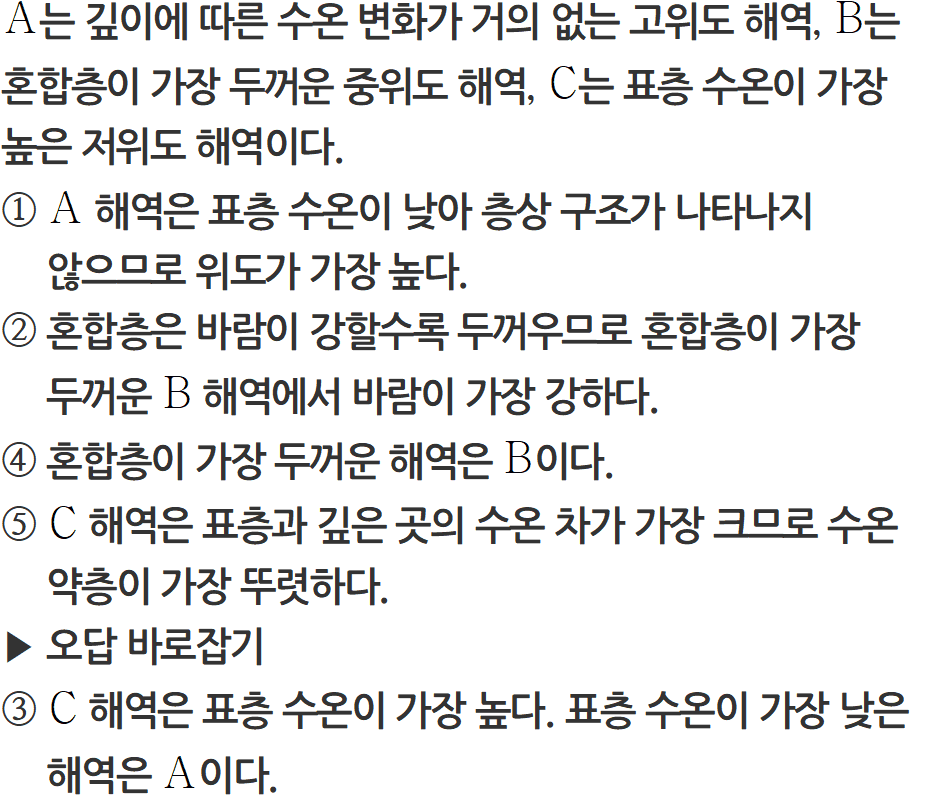 A는 깊이에 따른 수온 변화가 거의 없는 고위도 해역, B는
혼합층이 가장 두꺼운 중위도 해역, C는 표층 수온이 가장
높은 저위도 해역이다.
① A 해역은 표층 수온이 낮아 층상 구조가 나타나지
않으므로 위도가 가장 높다.
② 혼합층은 바람이 강할수록 두꺼우므로 혼합층이 가장
두꺼운 B 해역에서 바람이 가장 강하다.
④ 혼합층이 가장 두꺼운 해역은 B이다.
⑤ C 해역은 표층과 깊은 곳의 수온 차가 가장 크므로 수온
약층이 가장 뚜렷하다.
▶ 오답 바로잡기
③ C 해역은 표층 수온이 가장 높다. 표층 수온이 가장 낮은
해역은 A이다.